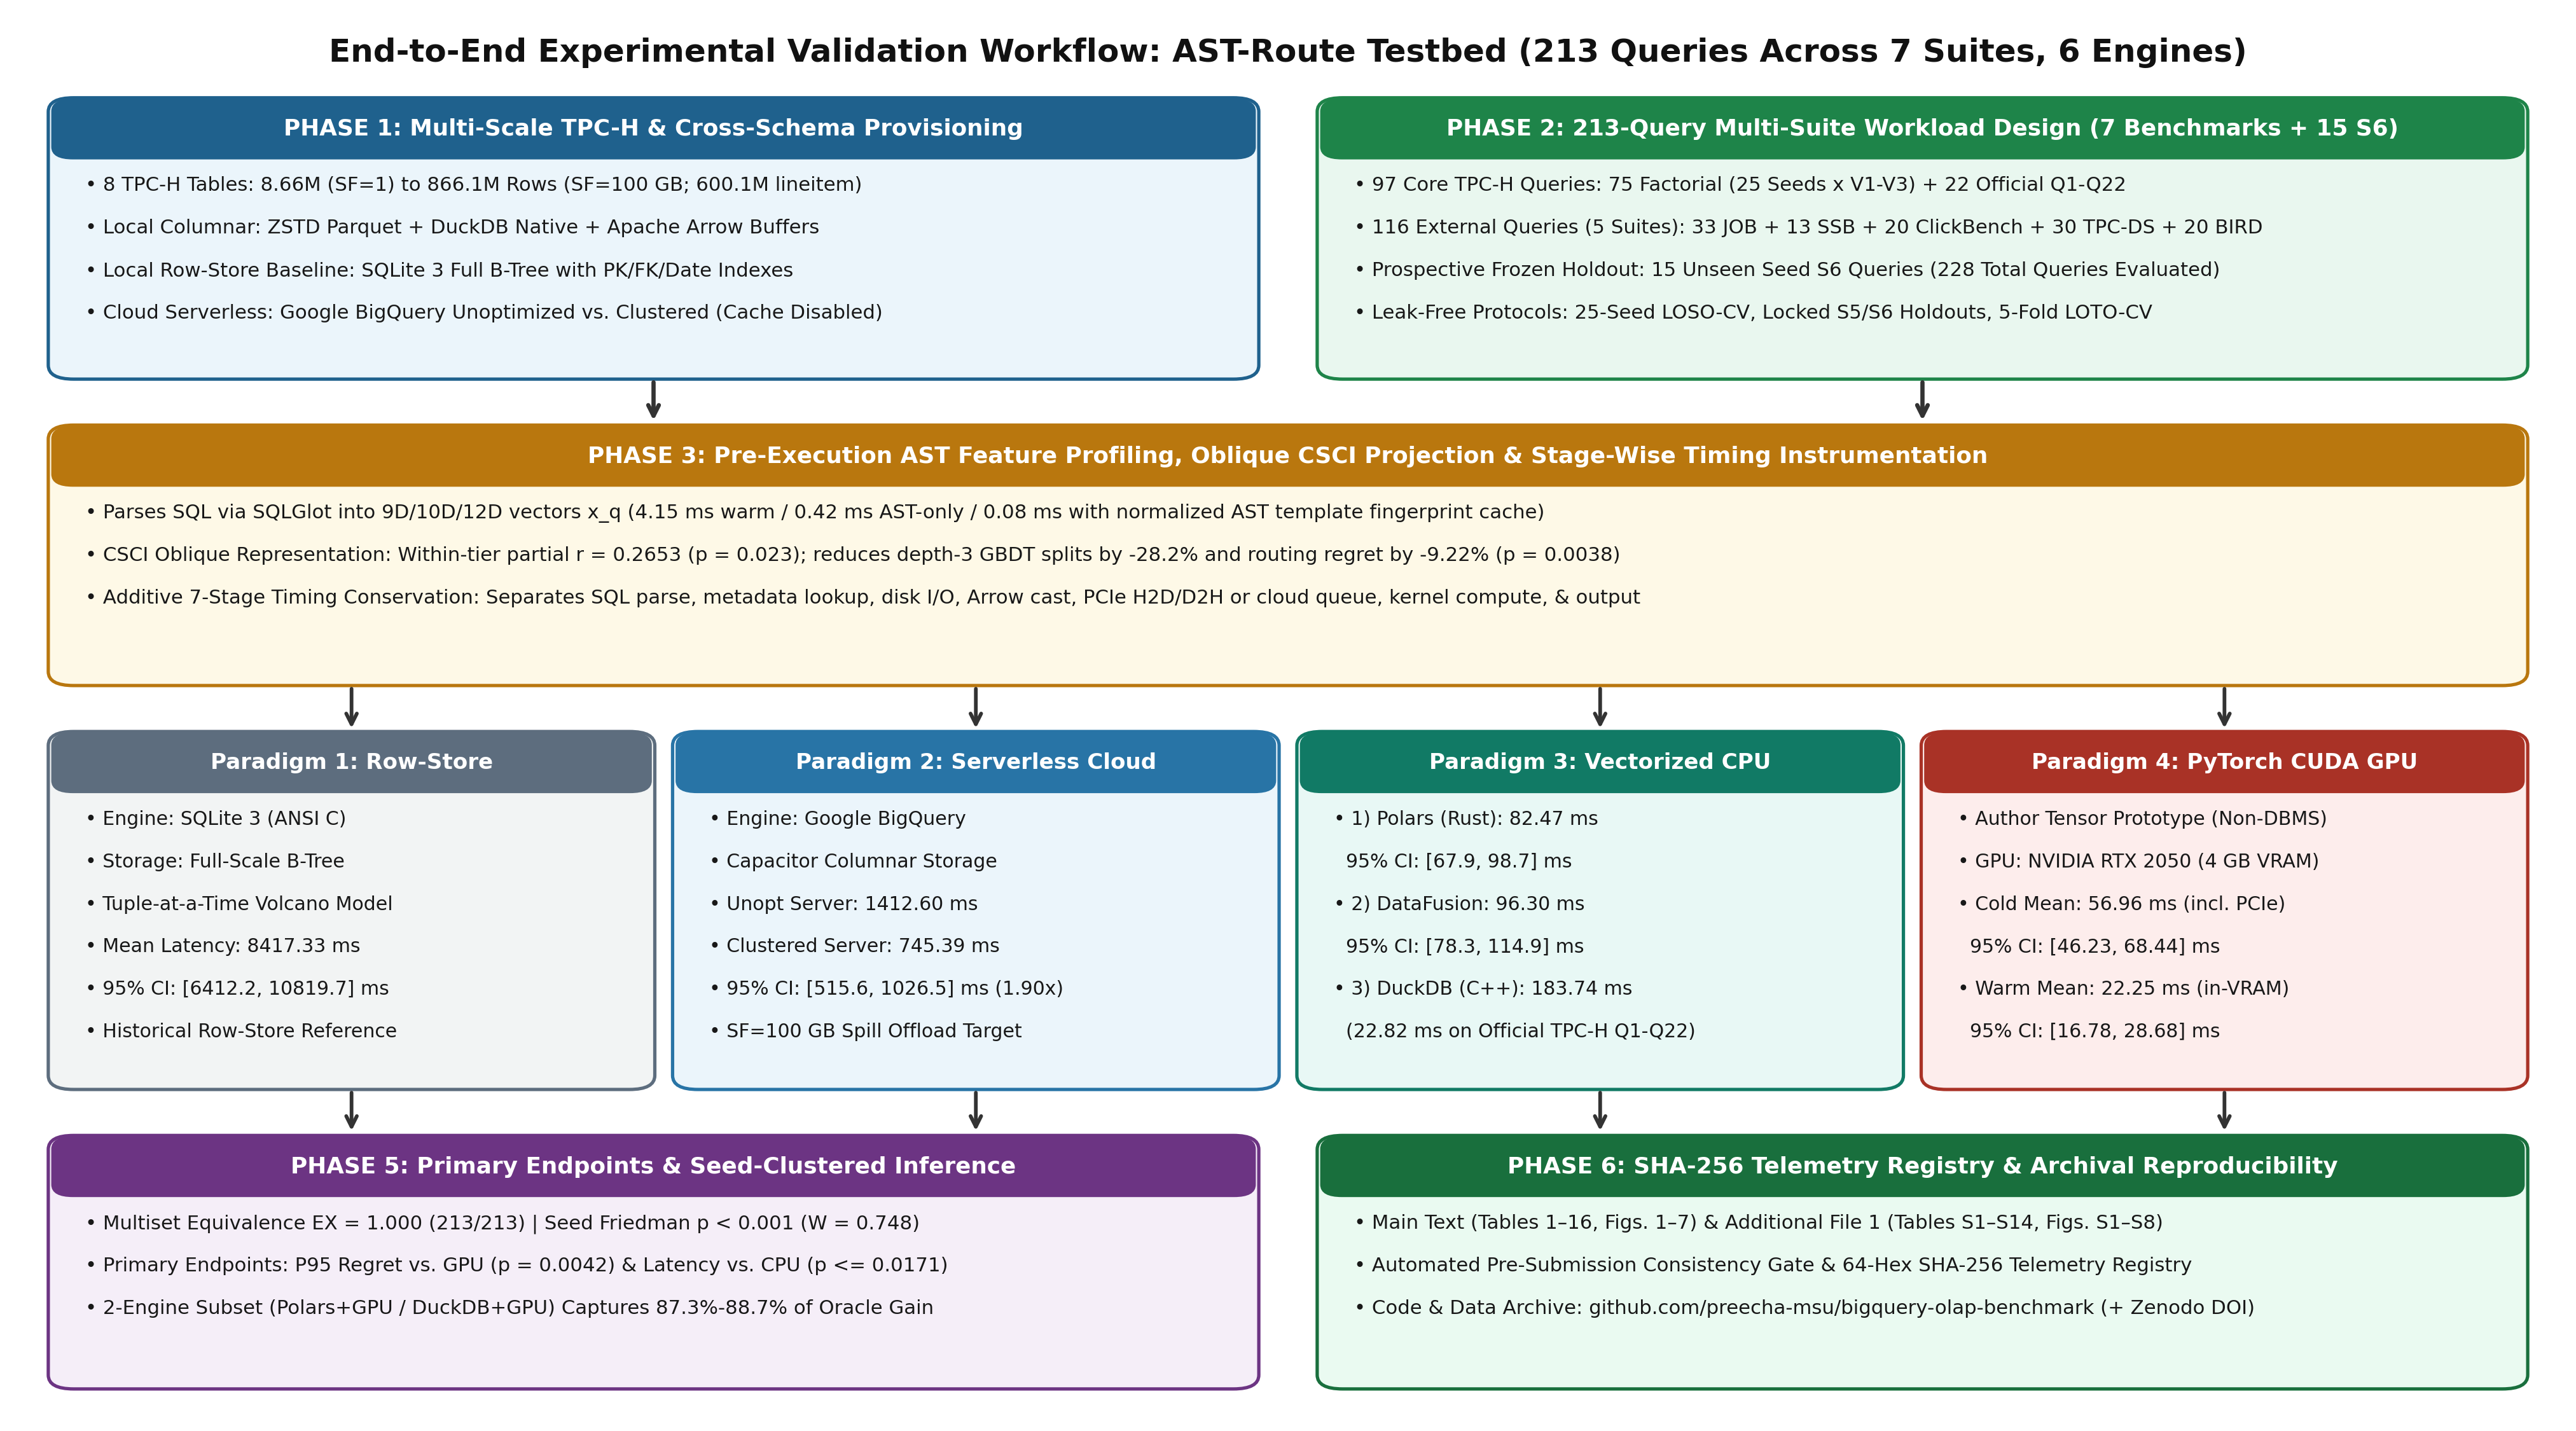 End-to-End Experimental Validation Workflow: AST-Route Testbed (213 Queries Across 7 Suites, 6 Engines)
PHASE 1: Multi-Scale TPC-H & Cross-Schema Provisioning
• 8 TPC-H Tables: 8.66M (SF=1) to 866.1M Rows (SF=100 GB; 600.1M lineitem)
• Local Columnar: ZSTD Parquet + DuckDB Native + Apache Arrow Buffers
• Local Row-Store Baseline: SQLite 3 Full B-Tree with PK/FK/Date Indexes
• Cloud Serverless: Google BigQuery Unoptimized vs. Clustered (Cache Disabled)
PHASE 2: 213-Query Multi-Suite Workload Design (7 Benchmarks + 15 S6)
• 97 Core TPC-H Queries: 75 Factorial (25 Seeds x V1-V3) + 22 Official Q1-Q22
• 116 External Queries (5 Suites): 33 JOB + 13 SSB + 20 ClickBench + 30 TPC-DS + 20 BIRD
• Prospective Frozen Holdout: 15 Unseen Seed S6 Queries (228 Total Queries Evaluated)
• Leak-Free Protocols: 25-Seed LOSO-CV, Locked S5/S6 Holdouts, 5-Fold LOTO-CV
PHASE 3: Pre-Execution AST Feature Profiling, Oblique CSCI Projection & Stage-Wise Timing Instrumentation
• Parses SQL via SQLGlot into 9D/10D/12D vectors x_q (4.15 ms warm / 0.42 ms AST-only / 0.08 ms with normalized AST template fingerprint cache)
• CSCI Oblique Representation: Within-tier partial r = 0.2653 (p = 0.023); reduces depth-3 GBDT splits by -28.2% and routing regret by -9.22% (p = 0.0038)
• Additive 7-Stage Timing Conservation: Separates SQL parse, metadata lookup, disk I/O, Arrow cast, PCIe H2D/D2H or cloud queue, kernel compute, & output
Paradigm 1: Row-Store
• Engine: SQLite 3 (ANSI C)
• Storage: Full-Scale B-Tree
• Tuple-at-a-Time Volcano Model
• Mean Latency: 8417.33 ms
• 95% CI: [6412.2, 10819.7] ms
• Historical Row-Store Reference
Paradigm 2: Serverless Cloud
• Engine: Google BigQuery
• Capacitor Columnar Storage
• Unopt Server: 1412.60 ms
• Clustered Server: 745.39 ms
• 95% CI: [515.6, 1026.5] ms (1.90x)
• SF=100 GB Spill Offload Target
Paradigm 3: Vectorized CPU
• 1) Polars (Rust): 82.47 ms
95% CI: [67.9, 98.7] ms
• 2) DataFusion: 96.30 ms
95% CI: [78.3, 114.9] ms
• 3) DuckDB (C++): 183.74 ms
(22.82 ms on Official TPC-H Q1-Q22)
Paradigm 4: PyTorch CUDA GPU
• Author Tensor Prototype (Non-DBMS)
• GPU: NVIDIA RTX 2050 (4 GB VRAM)
• Cold Mean: 56.96 ms (incl. PCIe)
95% CI: [46.23, 68.44] ms
• Warm Mean: 22.25 ms (in-VRAM)
95% CI: [16.78, 28.68] ms
PHASE 5: Primary Endpoints & Seed-Clustered Inference
• Multiset Equivalence EX = 1.000 (213/213) | Seed Friedman p < 0.001 (W = 0.748)
• Primary Endpoints: P95 Regret vs. GPU (p = 0.0042) & Latency vs. CPU (p <= 0.0171)
• 2-Engine Subset (Polars+GPU / DuckDB+GPU) Captures 87.3%-88.7% of Oracle Gain
PHASE 6: SHA-256 Telemetry Registry & Archival Reproducibility
• Main Text (Tables 1–16, Figs. 1–7) & Additional File 1 (Tables S1–S14, Figs. S1–S8)
• Automated Pre-Submission Consistency Gate & 64-Hex SHA-256 Telemetry Registry
• Code & Data Archive: github.com/preecha-msu/bigquery-olap-benchmark (+ Zenodo DOI)